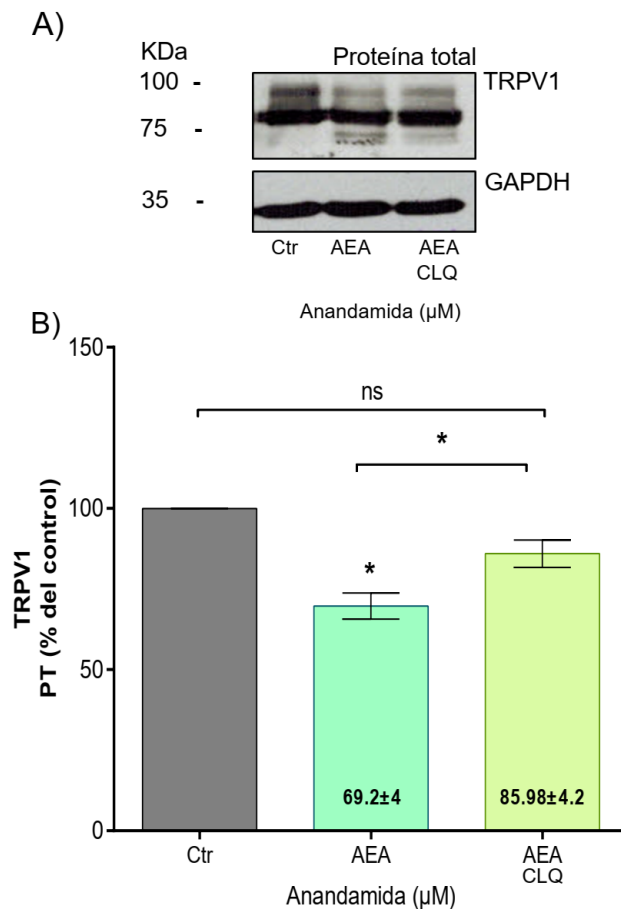 A)
KDa
Proteína total
100 -
TRPV1
75 -
GAPDH
35 -
Ctr AEA AEA
CLQ
Anandamida (µM)
B)
150
ns
*
100
*
TRPV1
PT (% del control)
50
69.2±4
85.98±4.2
0
Ctr AEA AEA
CLQ
Anandamida (µM)